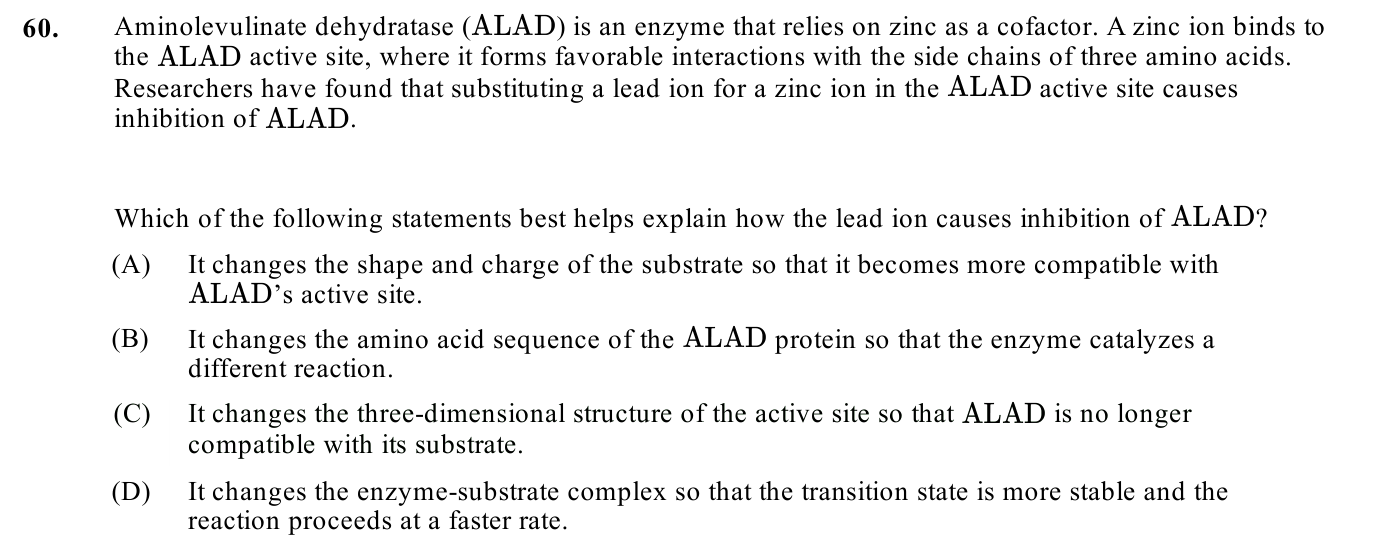 60. Aminolevulinate dehydratase (ALAD) is an enzyme that relies on zinc as a cofactor. A zinc ion binds to
the ALAD active site, where it forms favorable interactions with the side chains of three amino acids.
Researchers have found that substituting a lead ion for a zinc ion in the ALAD active site causes
inhibition of ALAD.
Which of the following statements best helps explain how the lead ion causes inhibition of ALAD?
(A) It changes the shape and charge of the substrate so that it becomes more compatible with
ALAD's active site.
(B) It changes the amino acid sequence of the ALAD protein so that the enzyme catalyzes a
different reaction.
(C) It changes the three-dimensional structure of the active site so that ALAD is no longer
compatible with its substrate.
(D) It changes the enzyme-substrate complex so that the transition state is more stable and the
reaction proceeds at a faster rate.